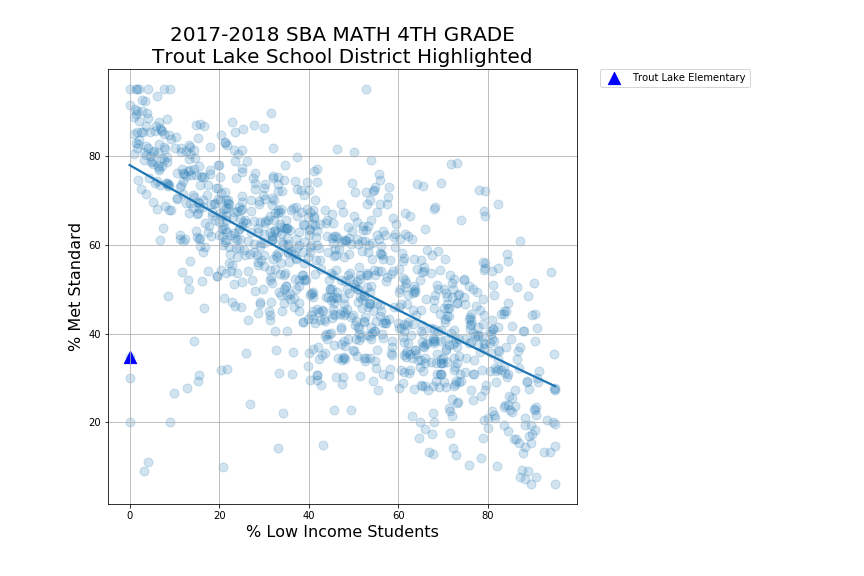 2017-2018 SBA MATH 4TH GRADE
Trout Lake School District Highlighted
Trout Lake Elementary
% Met Standard
80
60
40
20
0 20 40 60 80
% Low Income Students